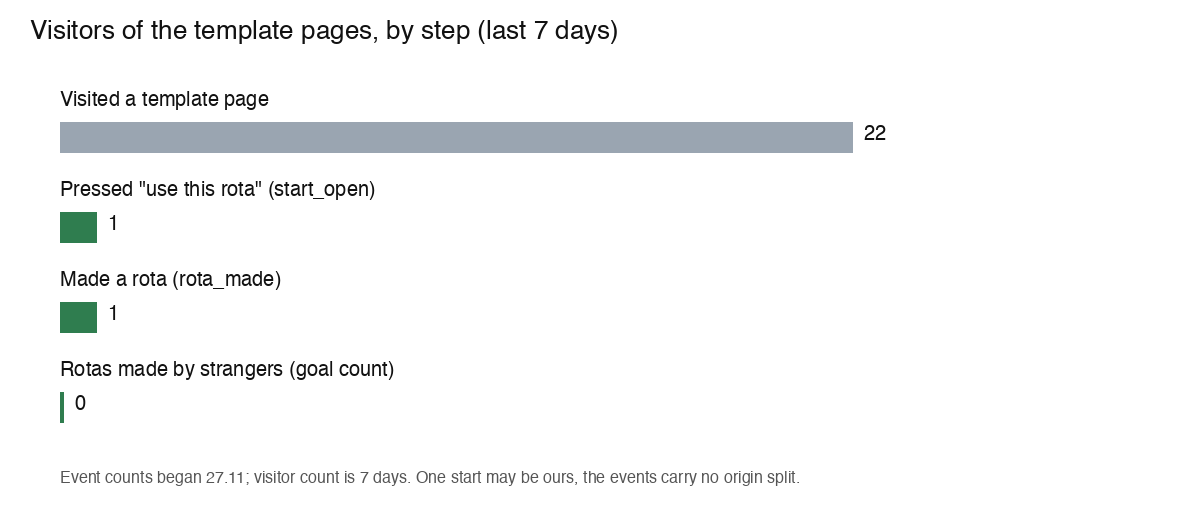 Visitors of the template pages, by step (last 7 days)
Visited a template page
22
Pressed "use this rota" (start_open)
1
Made a rota (rota_made)
1
Rotas made by strangers (goal count)
0
Event counts began 27.11; visitor count is 7 days. One start may be ours, the events carry no origin split.